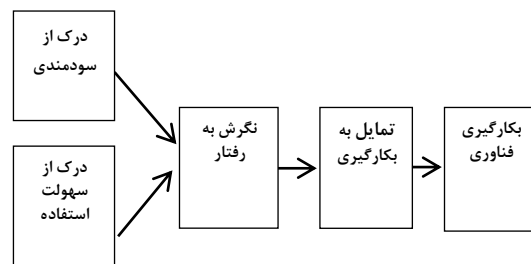 درک از
سودمندی
درک از
سهولت
استفاده
نگرش به
رفتار
تمایل به
بکارگیری
بکارگیری
فناوری